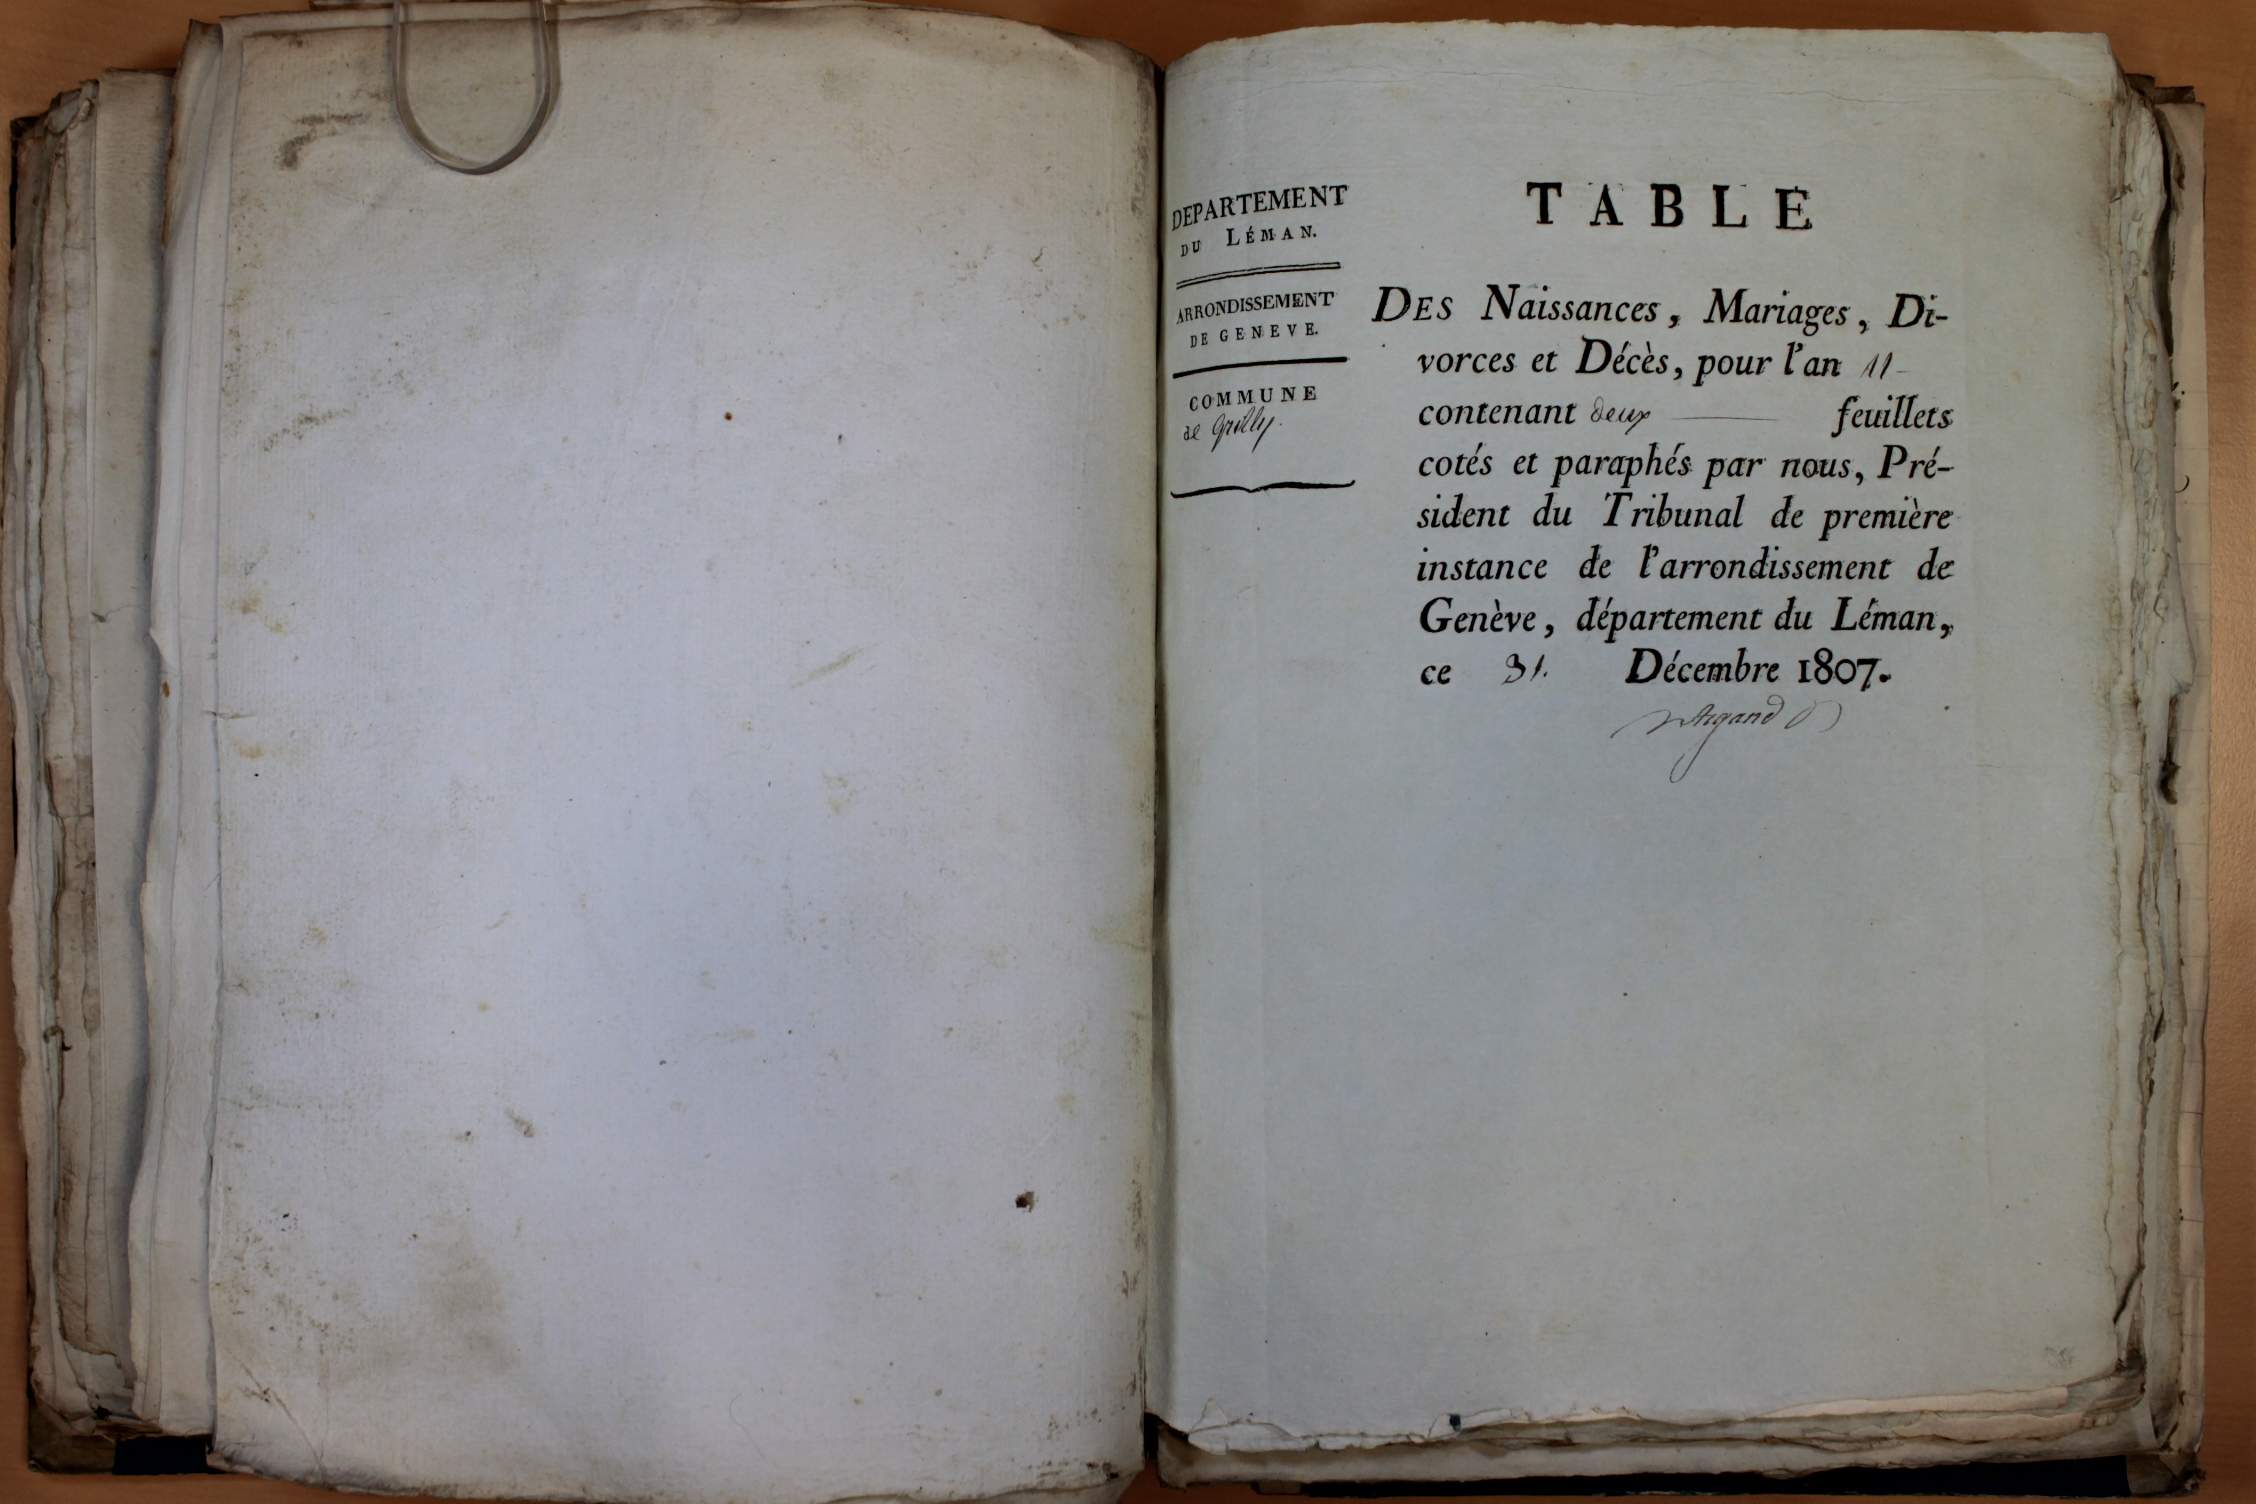 DEPARTEMENT
DU LÉMAN.
ARRONDISSEMENT
DE GENEVE.
COMMUNE
de Grilly.
TABLE
DES Naissances, Mariages, Di-
vorces et Décès, pour l'an 11
contenant deux feuillets
cotés et paraphés par nous, Pré-
sident du Tribunal de première
instance de l'arrondissement de
Genève, département du Léman,
ce 31. Décembre 1807.
Argand